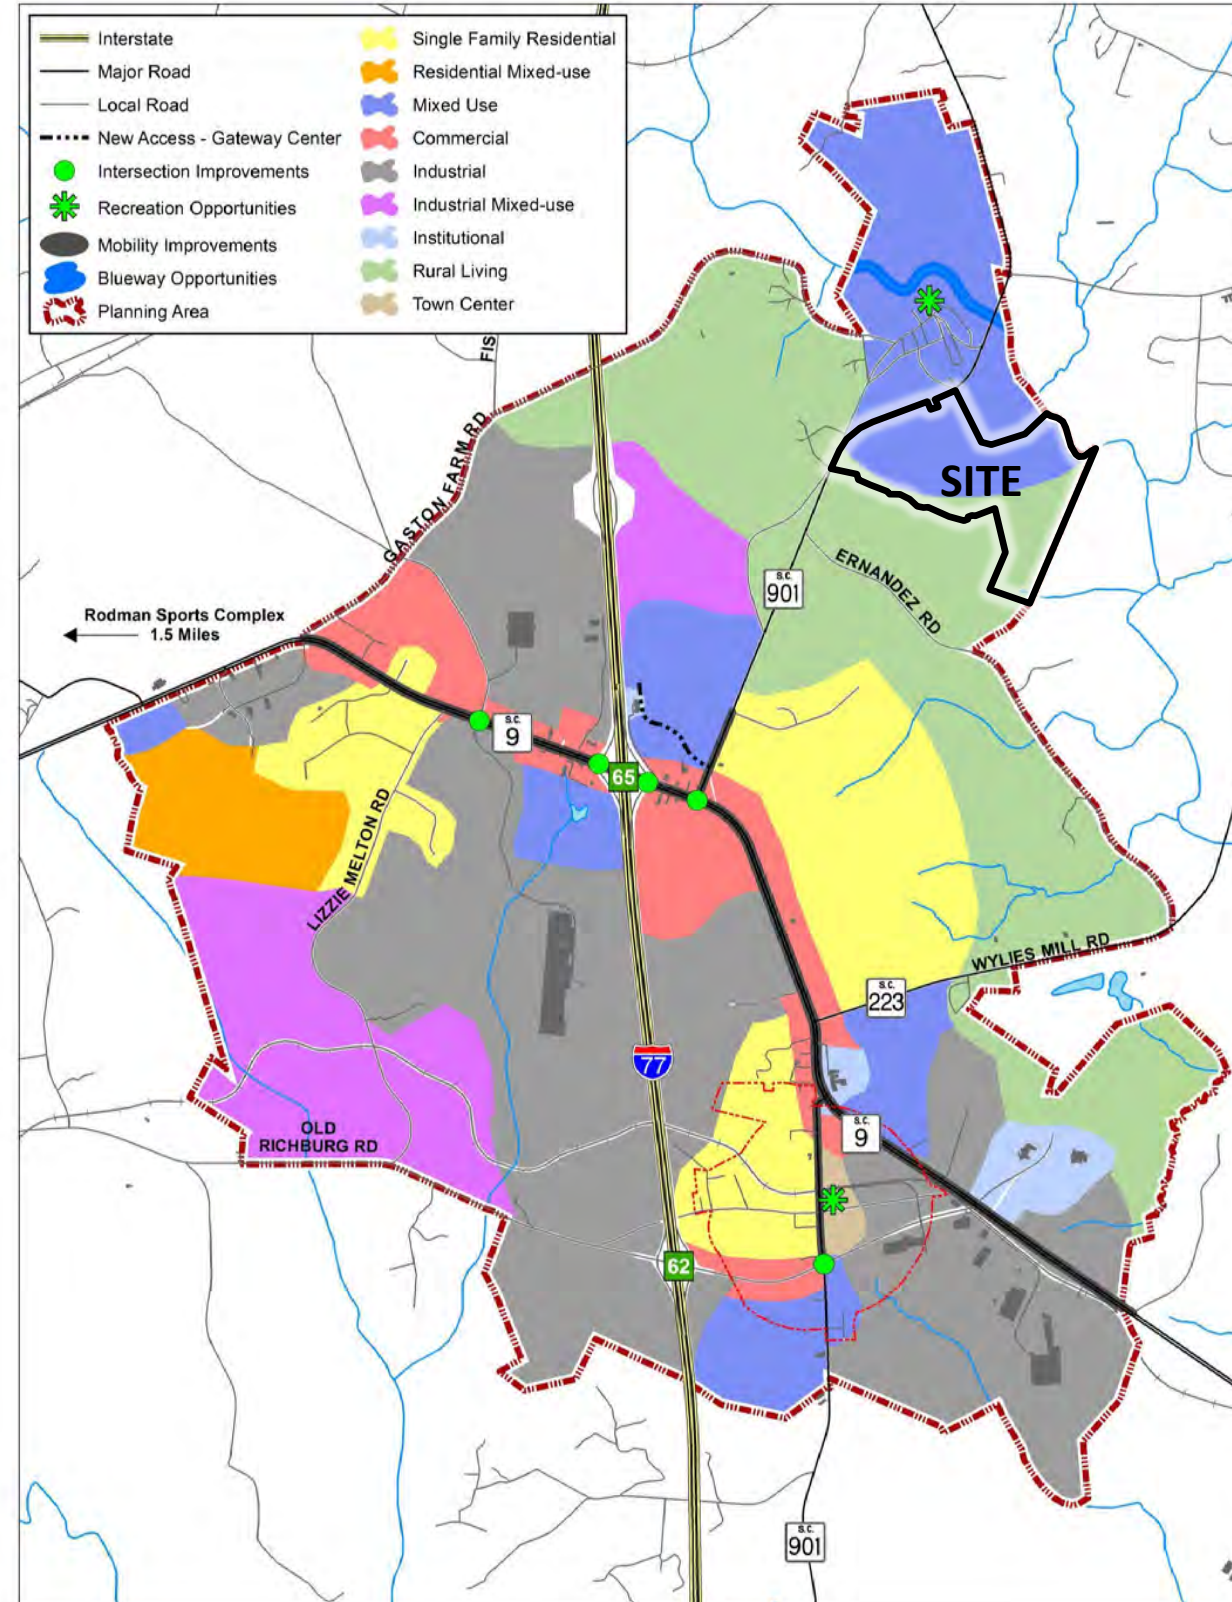 Interstate
Major Road
Local Road
New Access - Gateway Center
Intersection Improvements
Recreation Opportunities
Mobility Improvements
Blueway Opportunities
Planning Area
Single Family Residential
Residential Mixed-use
Mixed Use
Commercial
Industrial
Industrial Mixed-use
Institutional
Rural Living
Town Center
FIS
GASTON FARM RD
SITE
ERNANDEZ RD
S.C.
901
Rodman Sports Complex
1.5 Miles
S.C.
9
65
LIZZIE MELTON RD
WYLIES MILL RD
S.C.
223
77
S.C.
9
OLD
RICHBURG RD
62
S.C.
901